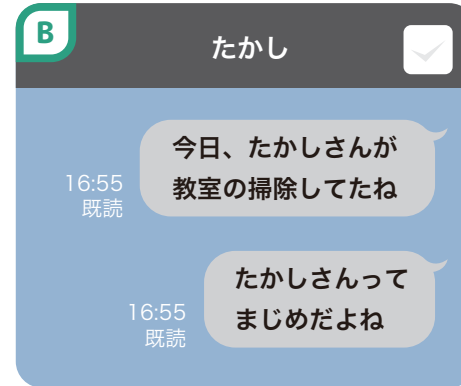 B
たかし
今日、たかしさんが
教室の掃除してたね
16:55
既読
たかしさんって
まじめだよね
16:55
既読